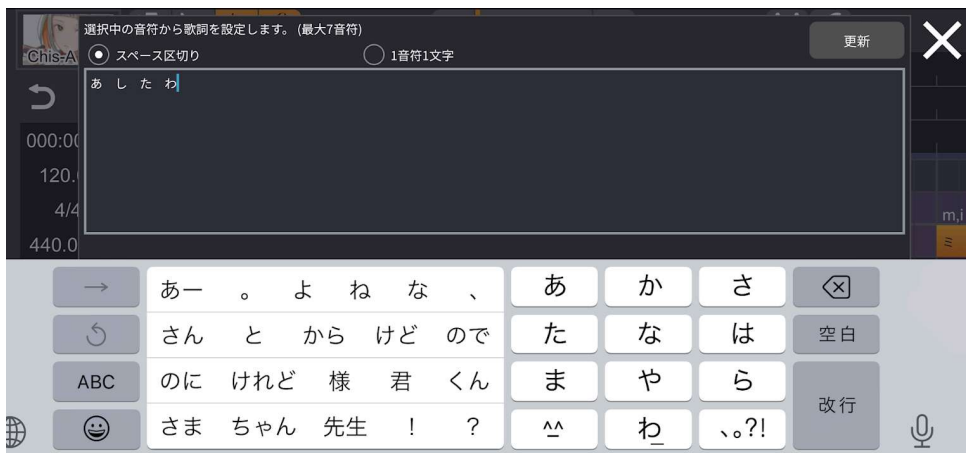 選択中の音符から歌詞を設定します。(最大7音符)
更新
スペース区切り
1音符1文字
Chis-A
あ し た わ
000:00
120.
4/4
440.0
m,i
ミ
→ あー 。 よ ね な 、 あ か さ
さん と から けど ので た な は 空白
ABC のに けれど 様 君 くん ま や ら 改行
さま ちゃん 先生 ! ? ^^ わ 、。?!